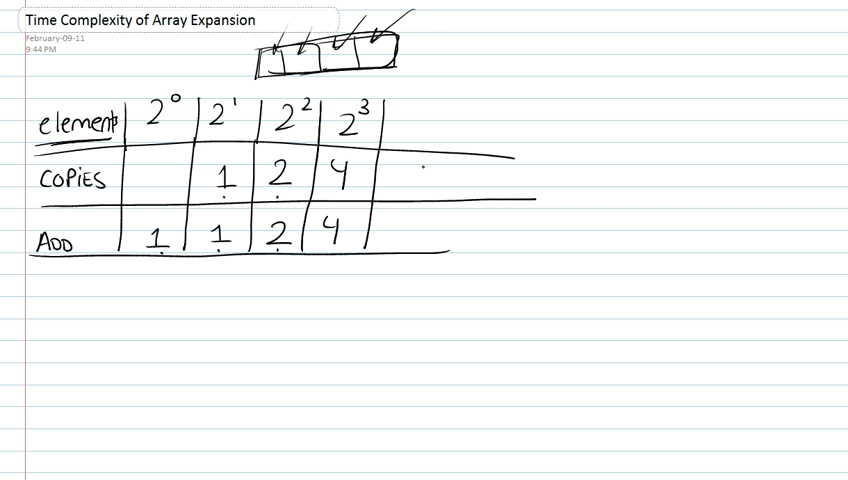 Time Complexity of Array Expansion
February-09-11
9:44 PM
elements 2⁰ 2¹ 2² 2³
COPIES 1 2 4
ADD 1 1 2 4